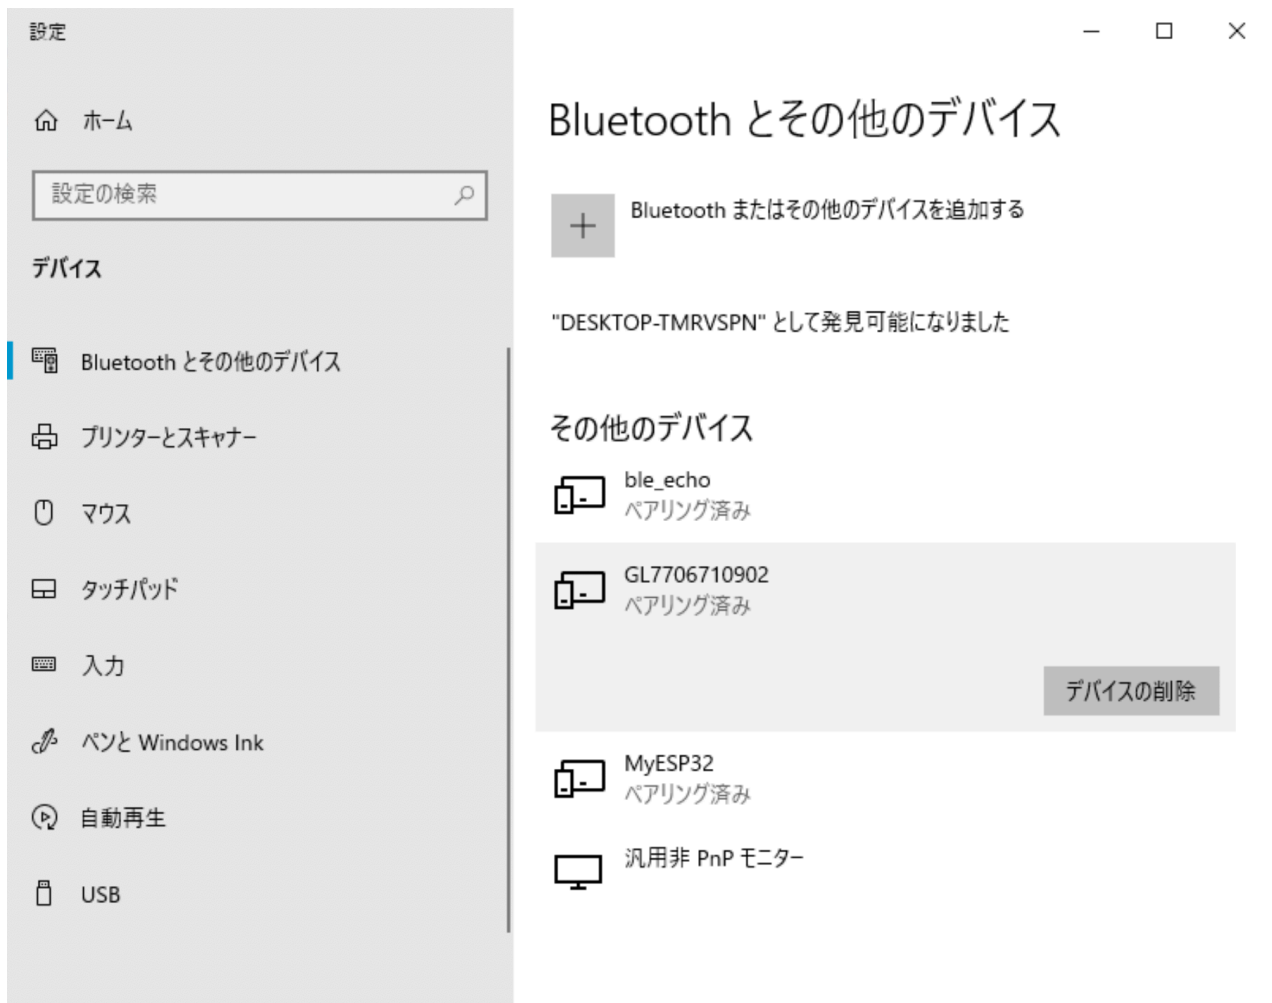 設定
ホーム
設定の検索
デバイス
Bluetooth とその他のデバイス
プリンターとスキャナー
マウス
タッチパッド
入力
ペンと Windows Ink
自動再生
USB
Bluetooth とその他のデバイス
Bluetooth またはその他のデバイスを追加する
"DESKTOP-TMRVSPN" として発見可能になりました
その他のデバイス
ble_echo
ペアリング済み
GL7706710902
ペアリング済み
デバイスの削除
MyESP32
ペアリング済み
汎用非 PnP モニター